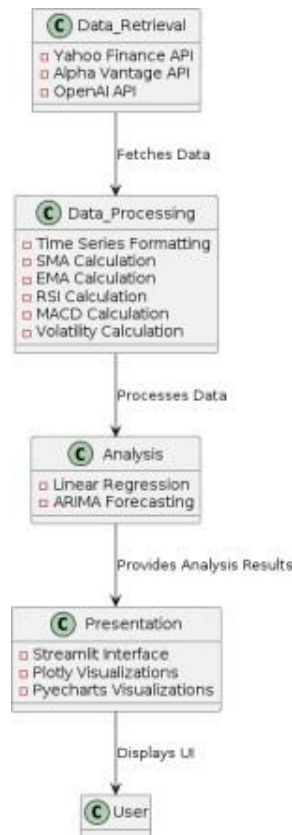 C Data_Retrieval
Yahoo Finance API
Alpha Vantage API
OpenAI API
Fetches Data
C Data_Processing
Time Series Formatting
SMA Calculation
EMA Calculation
RSI Calculation
MACD Calculation
Volatility Calculation
Processes Data
C Analysis
Linear Regression
ARIMA Forecasting
Provides Analysis Results
C Presentation
Streamlit Interface
Plotly Visualizations
Pyecharts Visualizations
Displays UI
C User